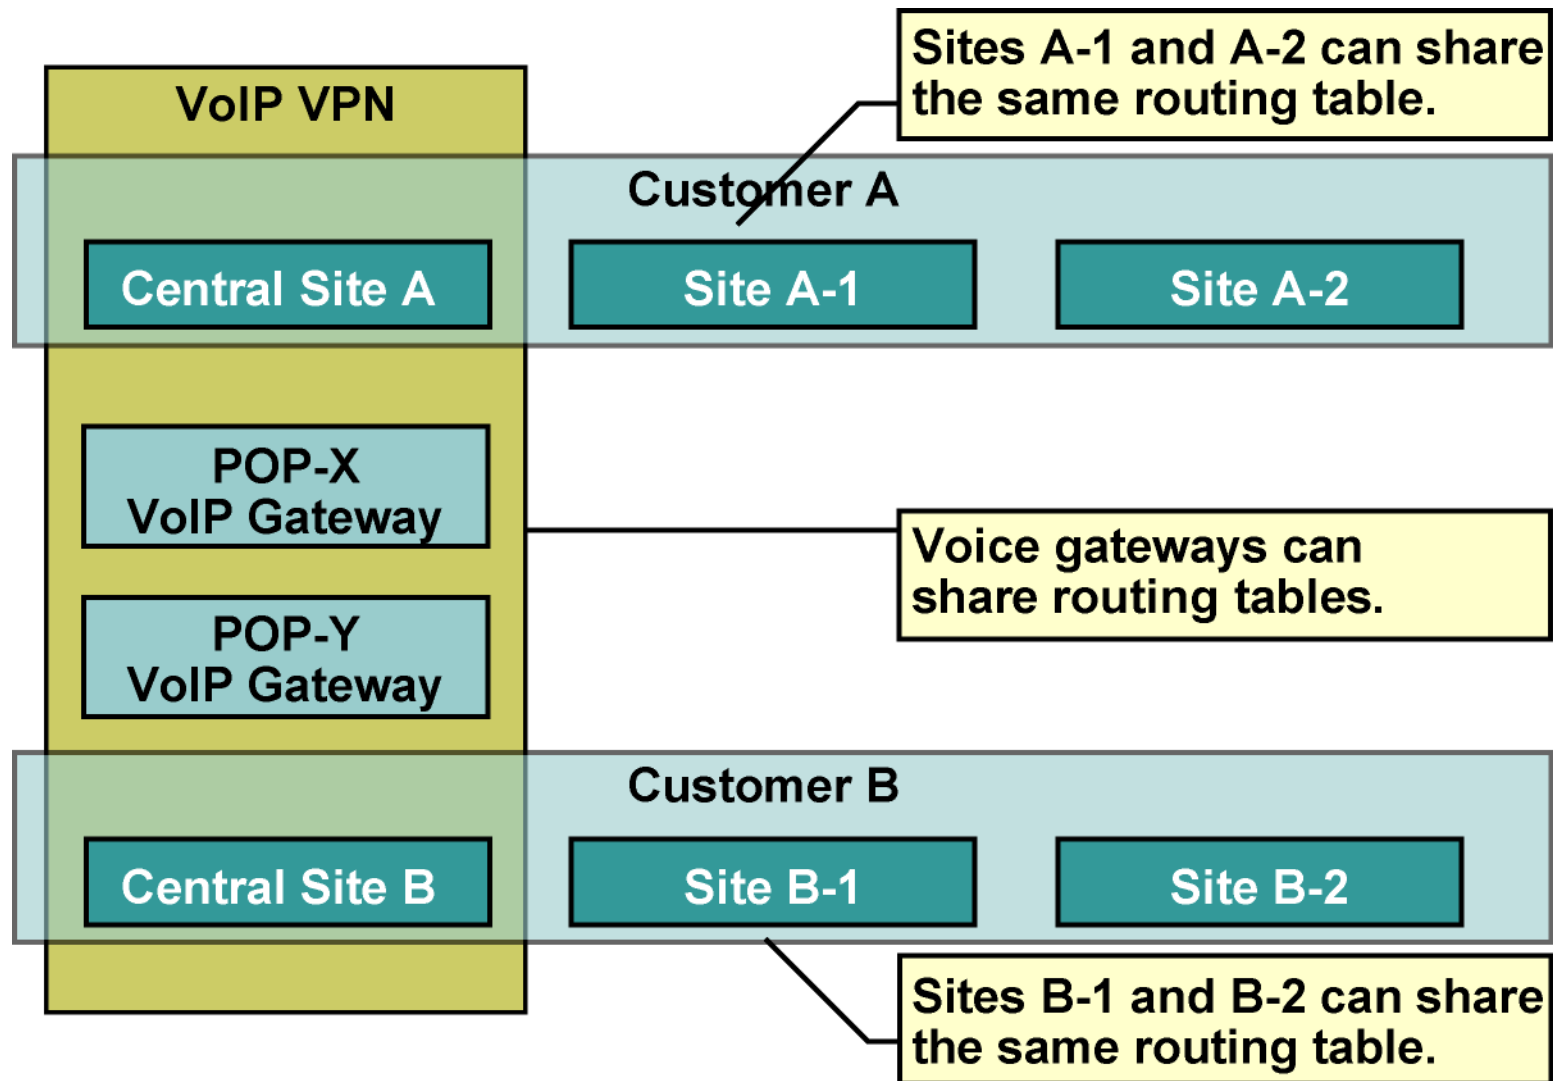 Sites A-1 and A-2 can share
the same routing table.
VoIP VPN
Customer A
Central Site A
Site A-1
Site A-2
POP-X
VoIP Gateway
Voice gateways can
share routing tables.
POP-Y
VoIP Gateway
Customer B
Central Site B
Site B-1
Site B-2
Sites B-1 and B-2 can share
the same routing table.